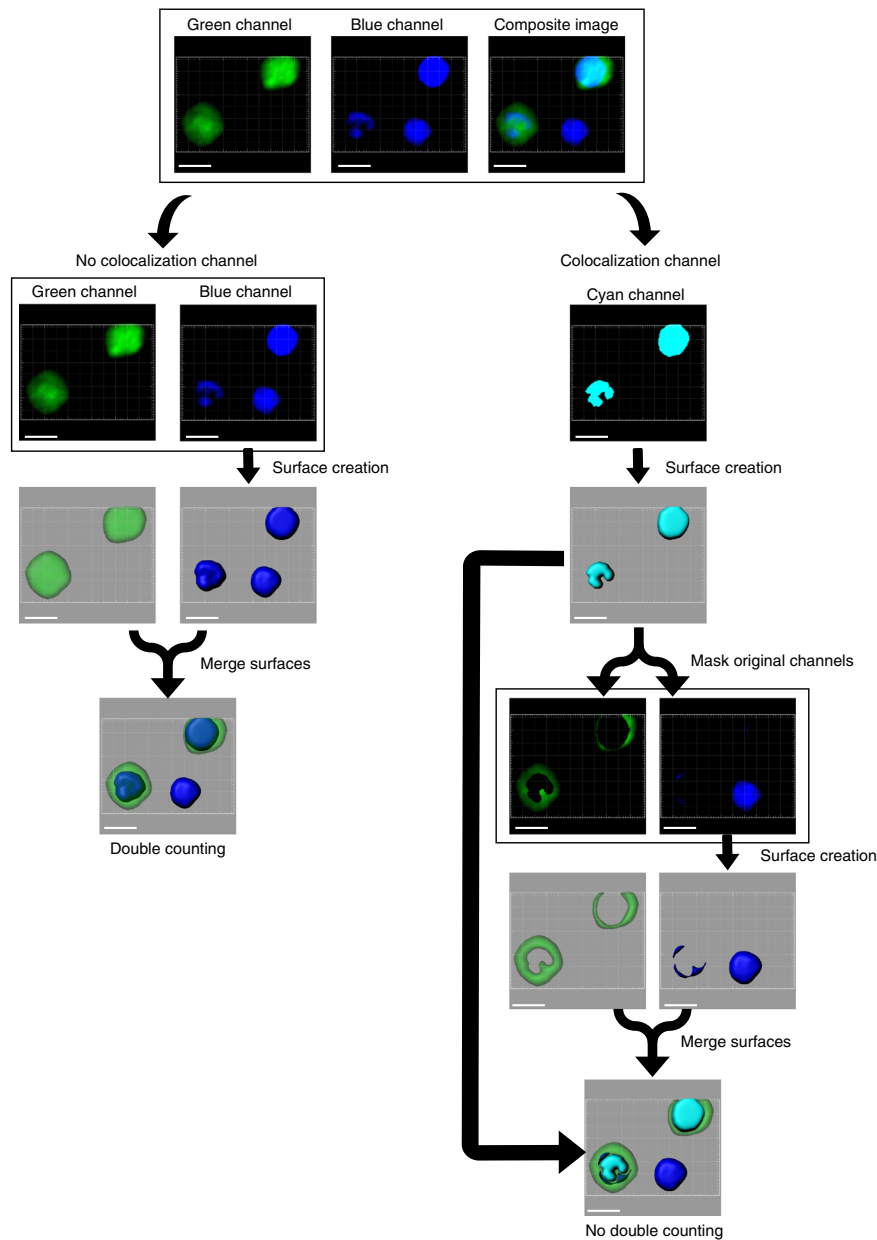 Green channel
Blue channel
Composite image
No colocalization channel
Green channel
Blue channel
Surface creation
Merge surfaces
Double counting
Colocalization channel
Cyan channel
Surface creation
Mask original channels
Surface creation
Merge surfaces
No double counting